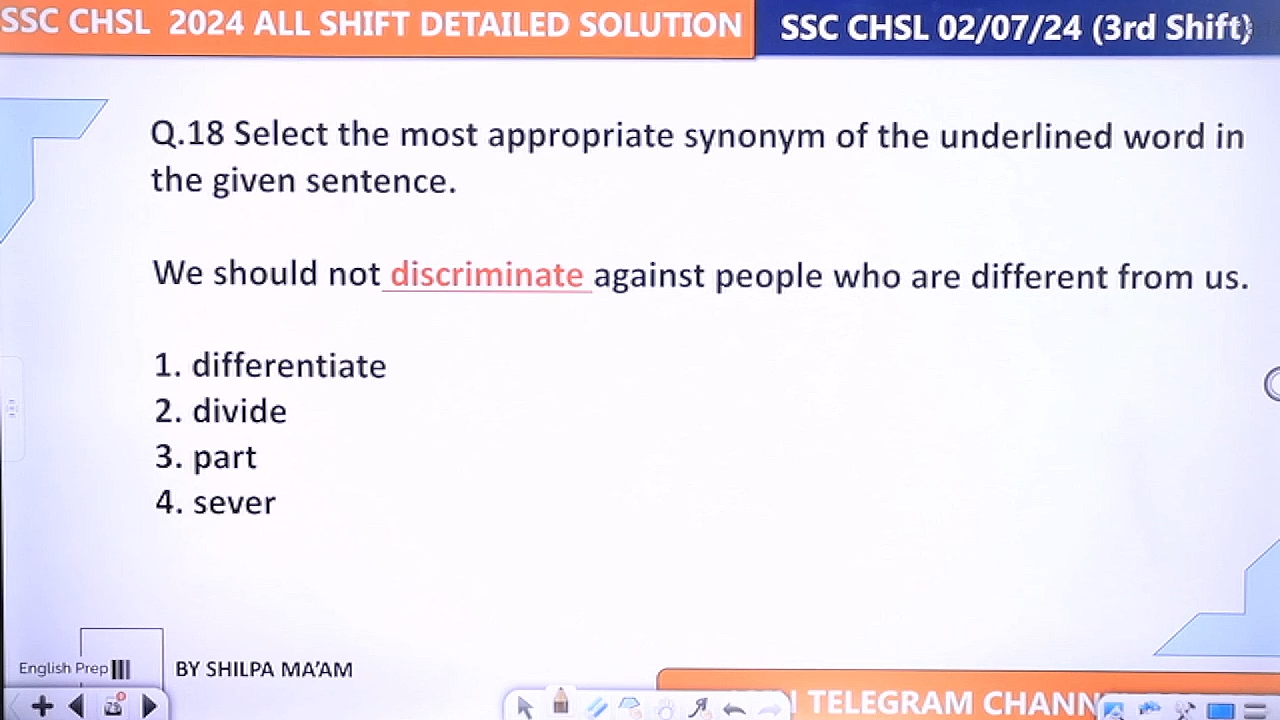 SSC CHSL 2024 ALL SHIFT DETAILED SOLUTION
SSC CHSL 02/07/24 (3rd Shift)
Q.18 Select the most appropriate synonym of the underlined word in
the given sentence.
We should not discriminate against people who are different from us.
1. differentiate
2. divide
3. part
4. sever
English Prep
BY SHILPA MA'AM
TELEGRAM CHANN